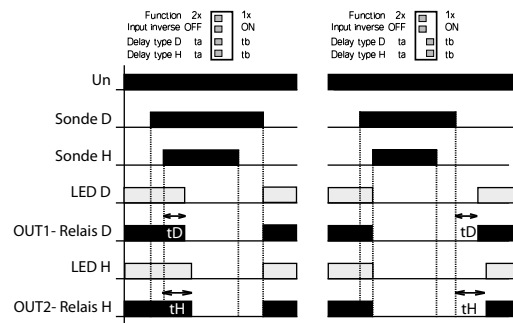 Function 2x 1x
Input inverse OFF ON
Delay type D ta tb
Delay type H ta tb
Function 2x 1x
Input inverse OFF ON
Delay type D ta tb
Delay type H ta tb
Un
Sonde D
Sonde H
LED D
OUT1- Relais D
tD
tD
LED H
OUT2- Relais H
tH
tH